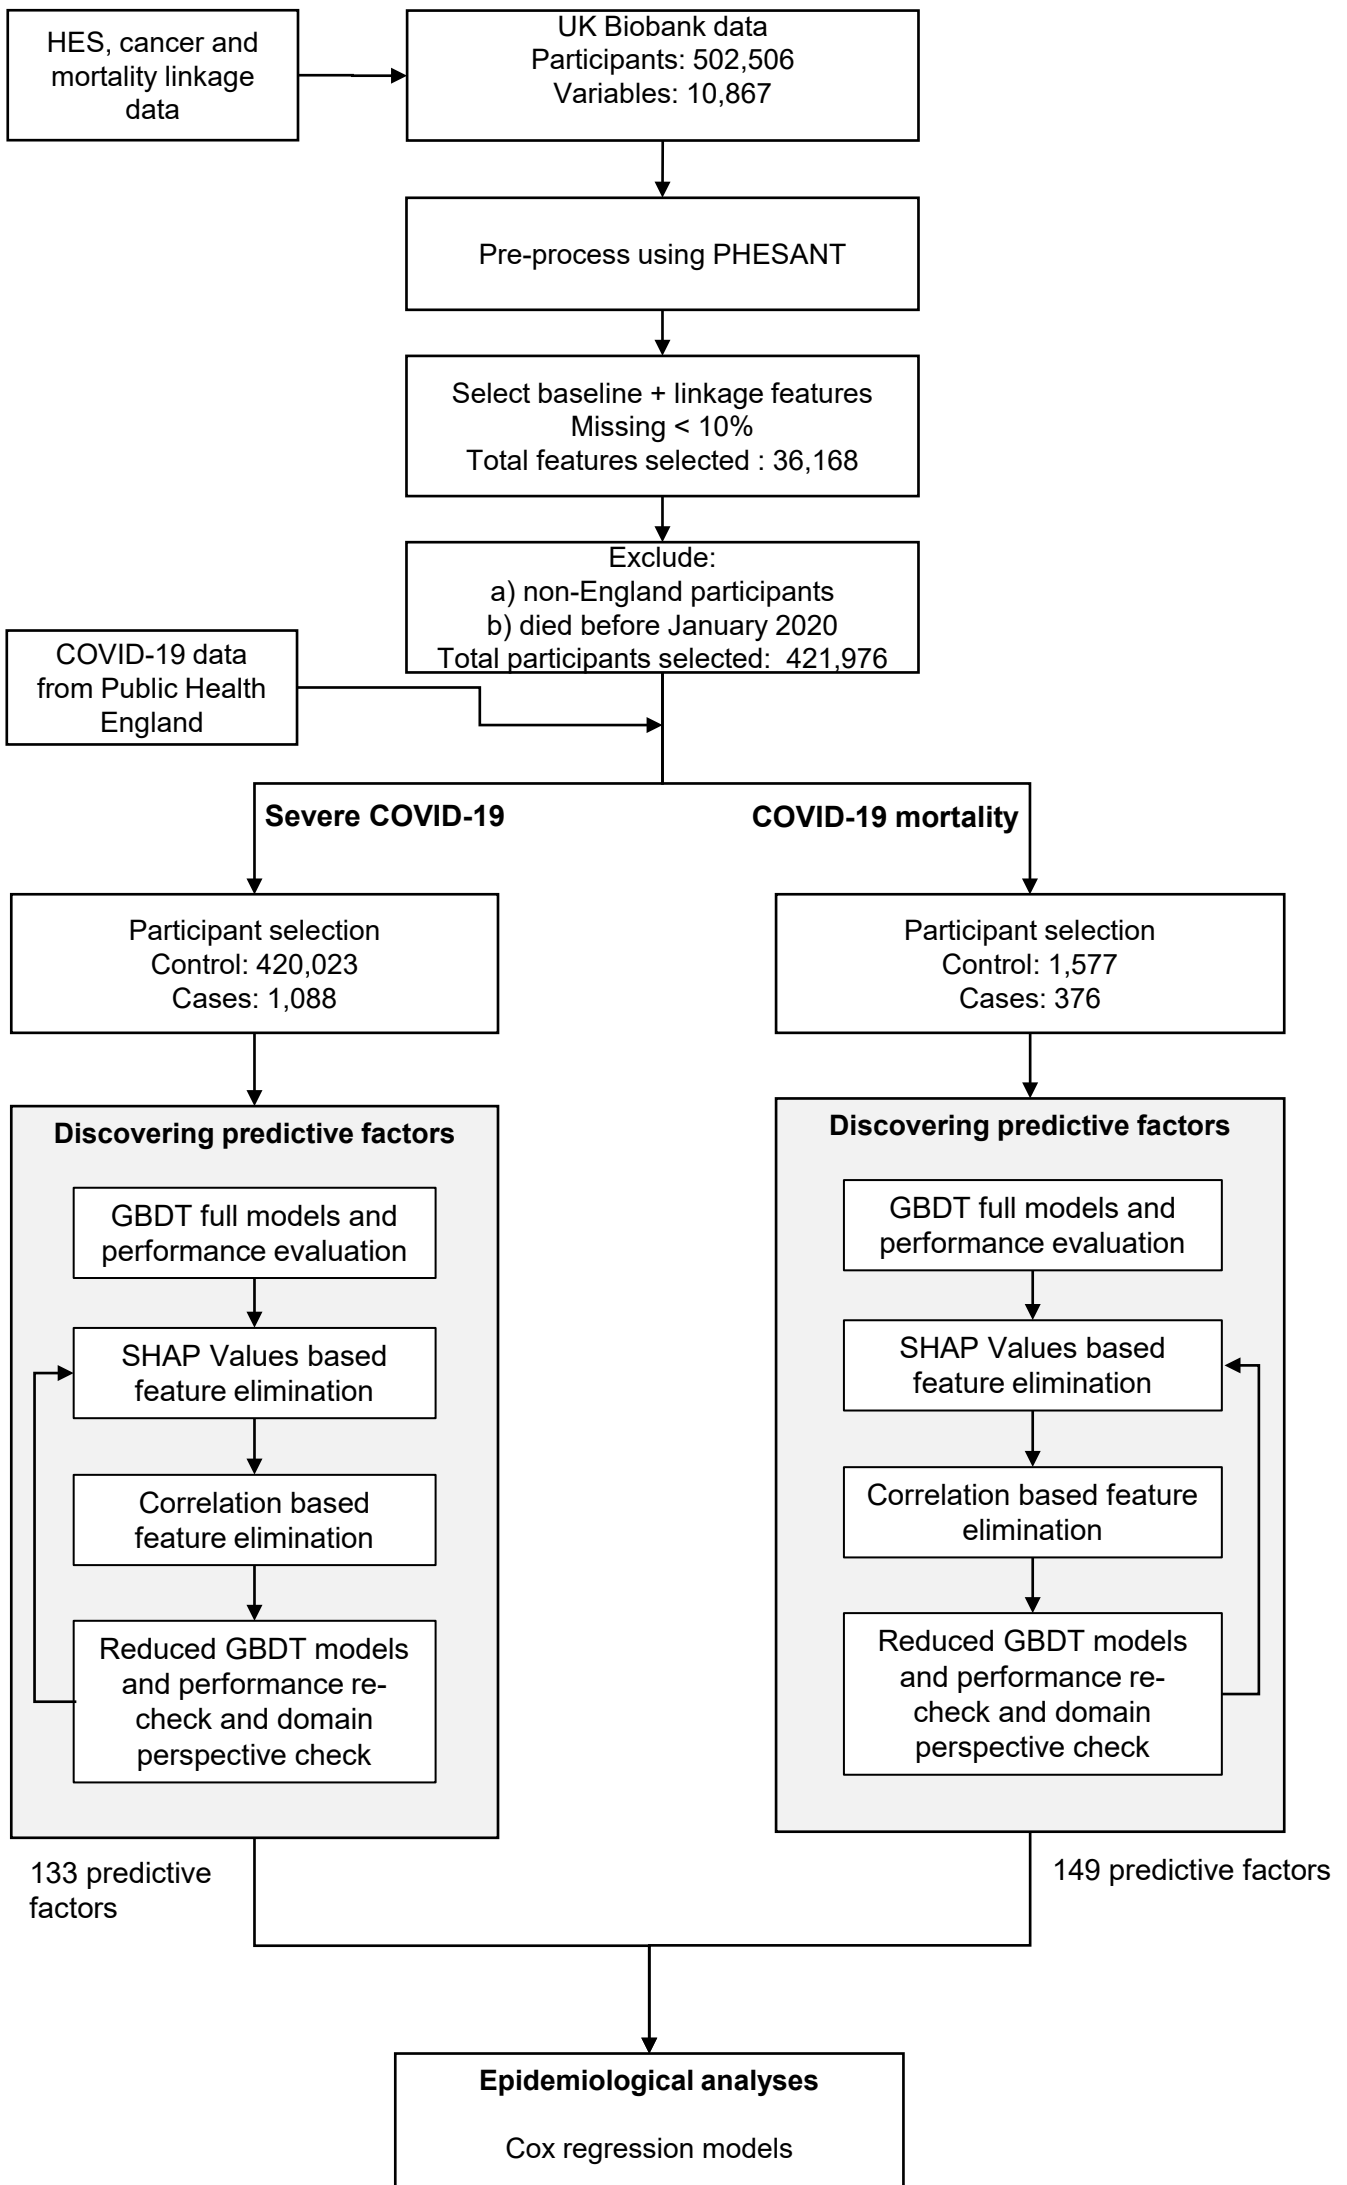 HES, cancer and
mortality linkage
data
UK Biobank data
Participants: 502,506
Variables: 10,867
Pre-process using PHESANT
Select baseline + linkage features
Missing < 10%
Total features selected : 36,168
Exclude:
a) non-England participants
b) died before January 2020
Total participants selected:  421,976
COVID-19 data
from Public Health
England
Severe COVID-19
COVID-19 mortality
Participant selection
Control: 420,023
Cases: 1,088
Participant selection
Control: 1,577
Cases: 376
Discovering predictive factors
GBDT full models and
performance evaluation
SHAP Values based
feature elimination
Correlation based
feature elimination
Reduced GBDT models
and performance re-
check and domain
perspective check
133 predictive
factors
Discovering predictive factors
GBDT full models and
performance evaluation
SHAP Values based
feature elimination
Correlation based feature
elimination
Reduced GBDT models
and performance re-
check and domain
perspective check
149 predictive factors
Epidemiological analyses
Cox regression models